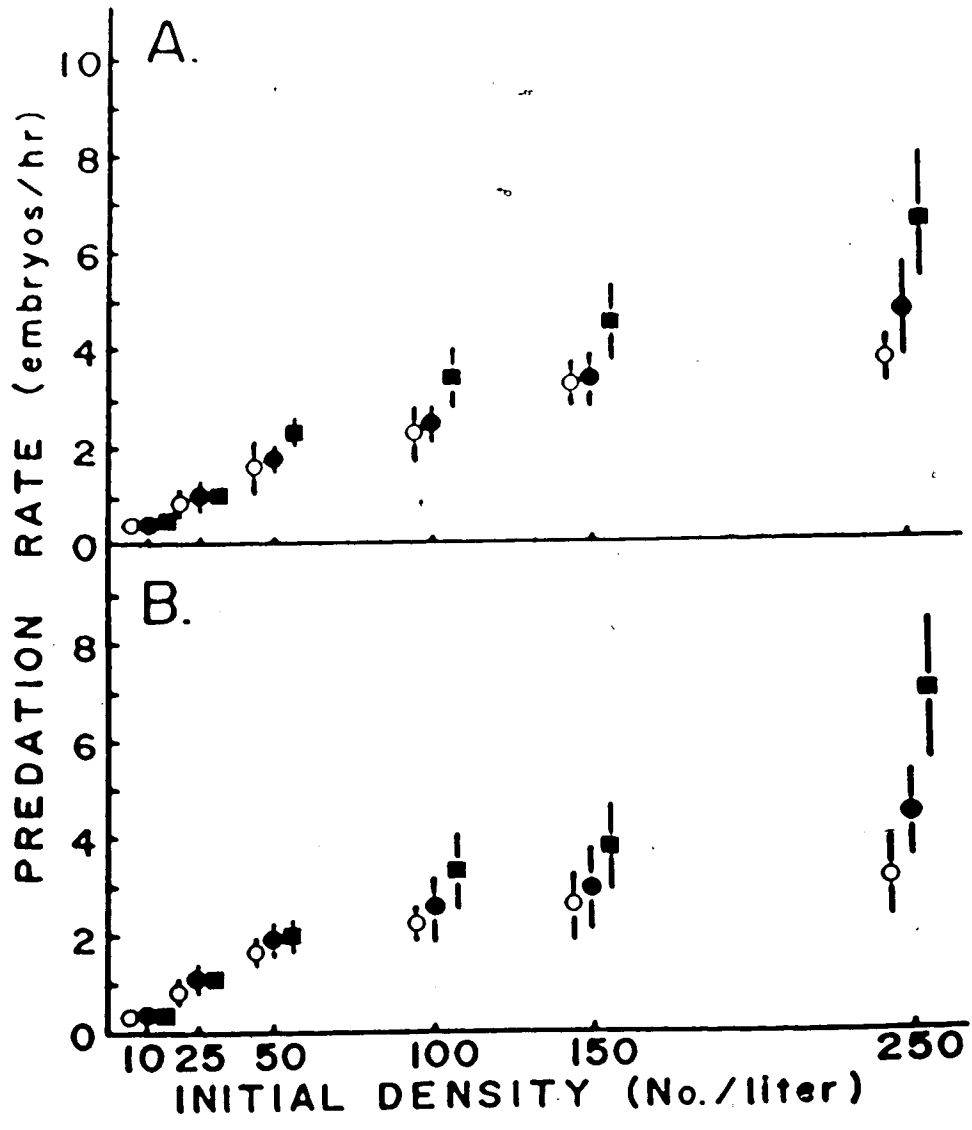 A.
10
8
6
4
2
0
B.
8
6
4
2
0
10 25 50 100 150 250
INITIAL DENSITY (No./liter)
PREDATION RATE (embryos/hr)